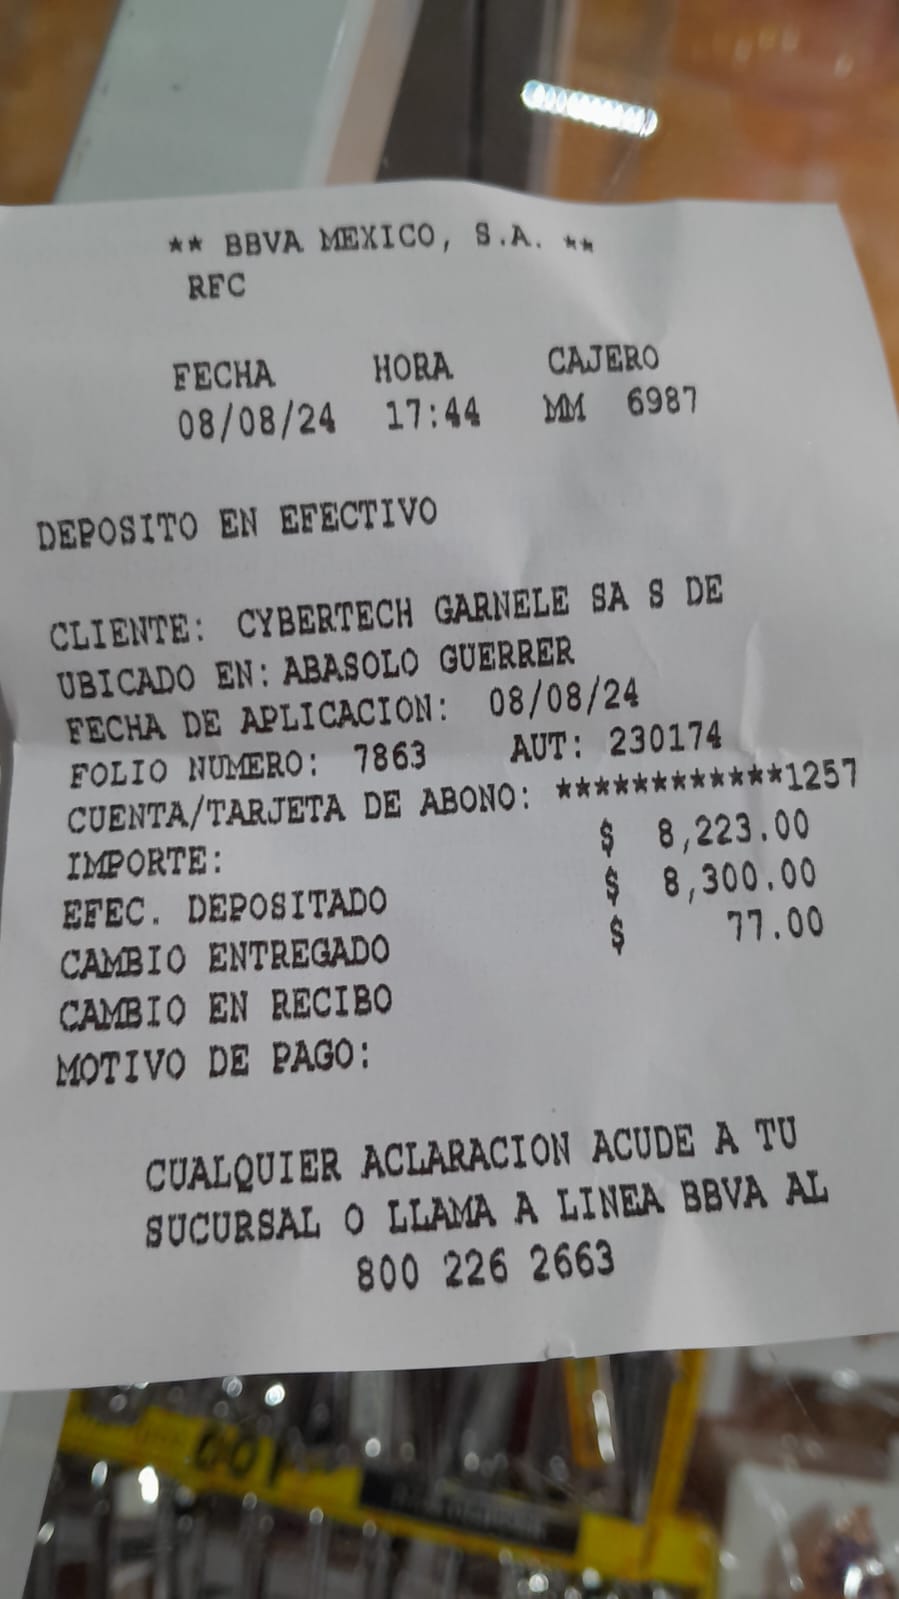 ** BBVA MEXICO, S.A. **
RFC
FECHA HORA CAJERO
08/08/24 17:44 MM 6987
DEPOSITO EN EFECTIVO
CLIENTE: CYBERTECH GARNELE SA S DE
UBICADO EN: ABASOLO GUERRER
FECHA DE APLICACION: 08/08/24
FOLIO NUMERO: 7863 AUT: 230174
CUENTA/TARJETA DE ABONO: ************1257
IMPORTE: $ 8,223.00
EFEC. DEPOSITADO $ 8,300.00
CAMBIO ENTREGADO $ 77.00
CAMBIO EN RECIBO
MOTIVO DE PAGO:
CUALQUIER ACLARACION ACUDE A TU
SUCURSAL O LLAMA A LINEA BBVA AL
800 226 2663